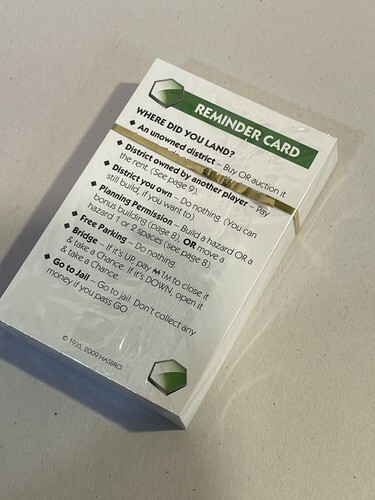 REMINDER CARD
WHERE DID YOU LAND?
◆ An unowned district – Buy OR auction it
◆ District owned by another player – Pay
the rent. (See page 9).
◆ District you own – Do nothing. (You can
still build, if you want to).
◆ Planning Permission – Build a hazard OR a
bonus building (page 8). OR move a
hazard 1 or 2 spaces (see page 8).
◆ Free Parking – Do nothing.
◆ Bridge – If it's UP, pay ₩1M to close it
& take a Chance. If it's DOWN, open it
& take a Chance.
◆ Go to Jail – Go to Jail. Don't collect any
money if you pass GO
© 1935, 2009 HASBRO.